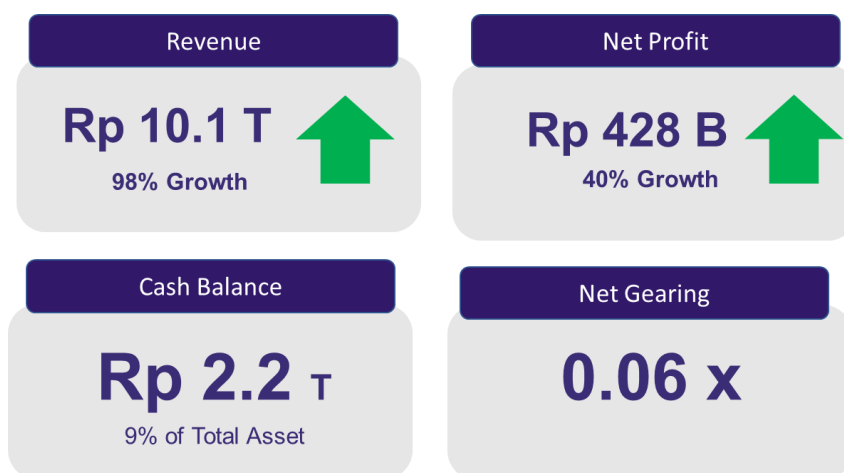 Revenue
Rp 10.1 T
98% Growth
Net Profit
Rp 428 B
40% Growth
Cash Balance
Rp 2.2 T
9% of Total Asset
Net Gearing
0.06 x